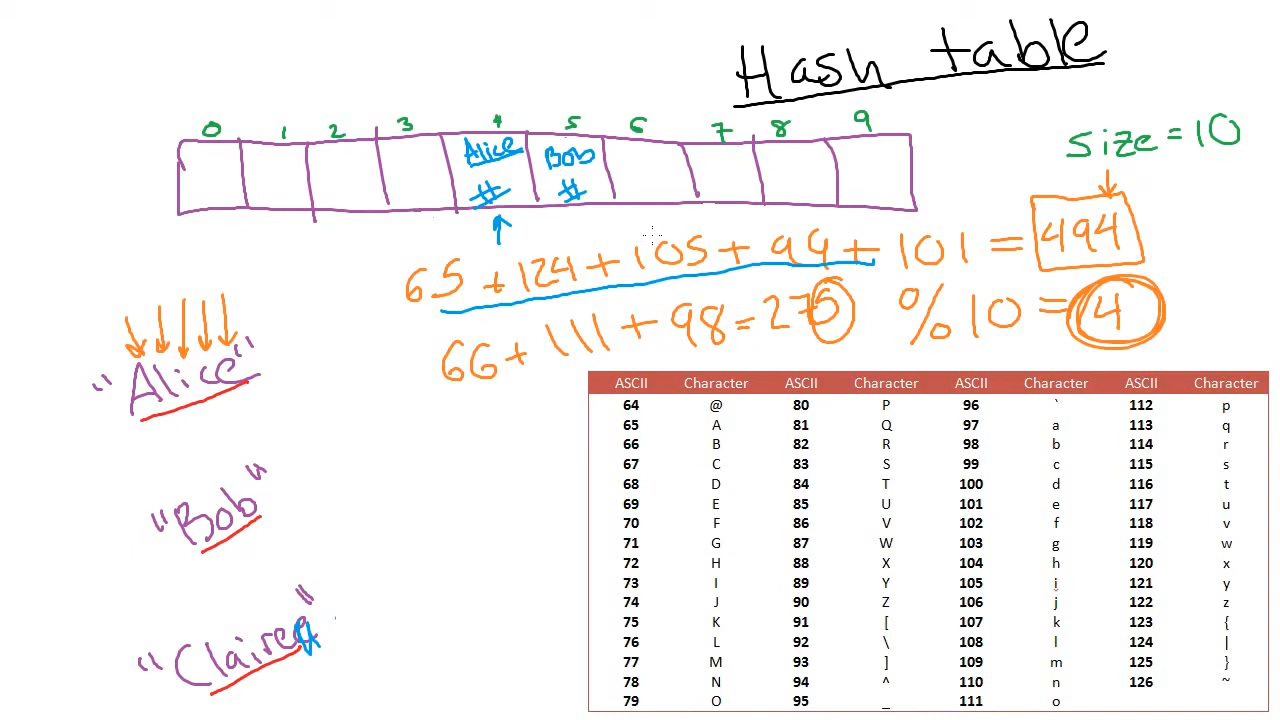 Hash table
0 1 2 3 4 5 6 7 8 9
size=10
Alice Bob
# #
65+124+105+99+101=494
66+111+98=275 %10=4
"Alice"
"Bob"
"Claire"
ASCII Character ASCII Character ASCII Character ASCII Character
64 @ 80 P 96 ` 112 p
65 A 81 Q 97 a 113 q
66 B 82 R 98 b 114 r
67 C 83 S 99 c 115 s
68 D 84 T 100 d 116 t
69 E 85 U 101 e 117 u
70 F 86 V 102 f 118 v
71 G 87 W 103 g 119 w
72 H 88 X 104 h 120 x
73 I 89 Y 105 i 121 y
74 J 90 Z 106 j 122 z
75 K 91 [ 107 k 123 {
76 L 92 \ 108 l 124 |
77 M 93 ] 109 m 125 }
78 N 94 ^ 110 n 126 ~
79 O 95 _ 111 o